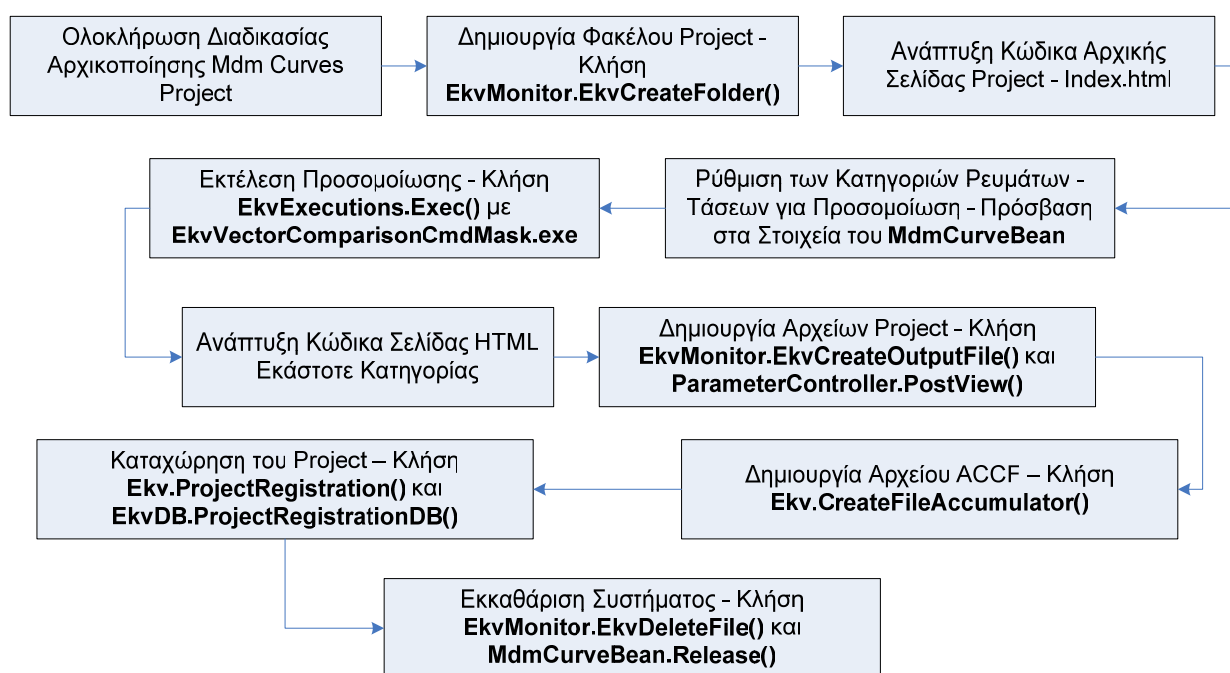 Ολοκλήρωση Διαδικασίας
Αρχικοποίησης Mdm Curves
Project
Δημιουργία Φακέλου Project -
Κλήση
EkvMonitor.EkvCreateFolder()
Ανάπτυξη Κώδικα Αρχικής
Σελίδας Project - Index.html
Ρύθμιση των Κατηγοριών Ρευμάτων -
Τάσεων για Προσομοίωση - Πρόσβαση
στα Στοιχεία του MdmCurveBean
Εκτέλεση Προσομοίωσης - Κλήση
EkvExecutions.Exec() με
EkvVectorComparisonCmdMask.exe
Ανάπτυξη Κώδικα Σελίδας HTML
Εκάστοτε Κατηγορίας
Δημιουργία Αρχείων Project - Κλήση
EkvMonitor.EkvCreateOutputFile() και
ParameterController.PostView()
Δημιουργία Αρχείου ACCF – Κλήση
Ekv.CreateFileAccumulator()
Καταχώρηση του Project – Κλήση
Ekv.ProjectRegistration() και
EkvDB.ProjectRegistrationDB()
Εκκαθάριση Συστήματος - Κλήση
EkvMonitor.EkvDeleteFile() και
MdmCurveBean.Release()